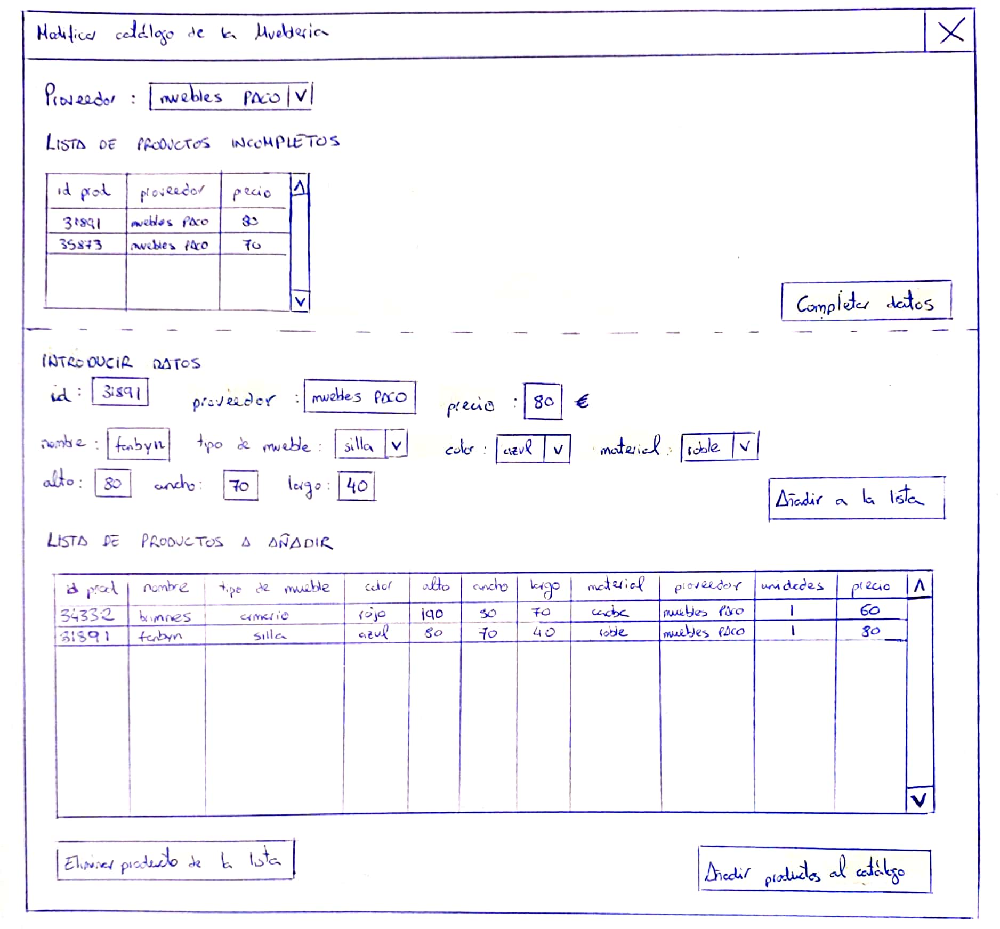 Modificar catálogo de la Muebleria X
Proveedor : muebles PACO V
LISTA DE PRODUCTOS INCOMPLETOS
id prod proveedor pecio
31891 muebles PACO 80
35873 muebles PACO 70
Completar datos
INTRODUCIR DATOS
id : 31891 proveedor : muebles PACO precio : 80 €
nombre : fanbyn tipo de mueble : silla V color : azul V material : roble V
alto : 80 ancho : 70 largo : 40
Añadir a la lista
LISTA DE PRODUCTOS A AÑADIR
id prod nombre tipo de mueble color alto ancho largo material proveedor unidades precio
34332 brimnes armario rojo 190 80 70 caoba muebles PACO 1 60
31891 fanbyn silla azul 80 70 40 roble muebles PACO 1 80
Eliminar producto de la lista
Añadir productos al catálogo